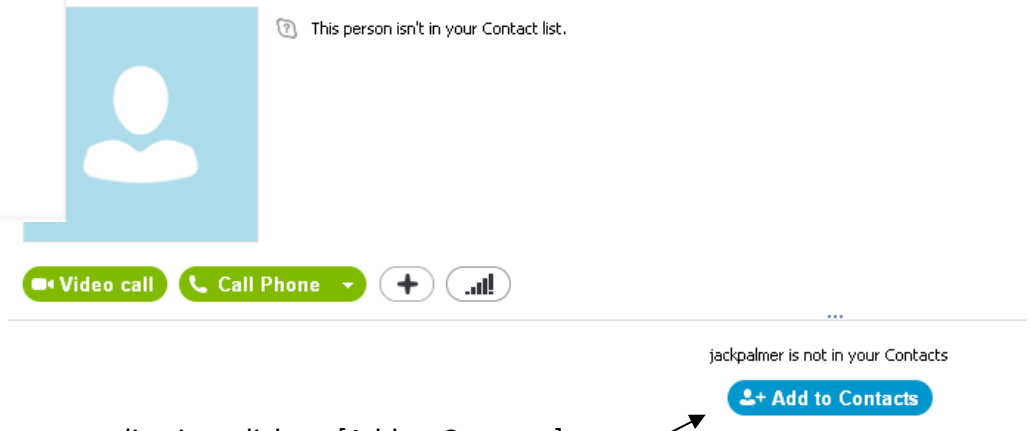 This person isn't in your Contact list.
Video call Call Phone
jackpalmer is not in your Contacts
Add to Contacts